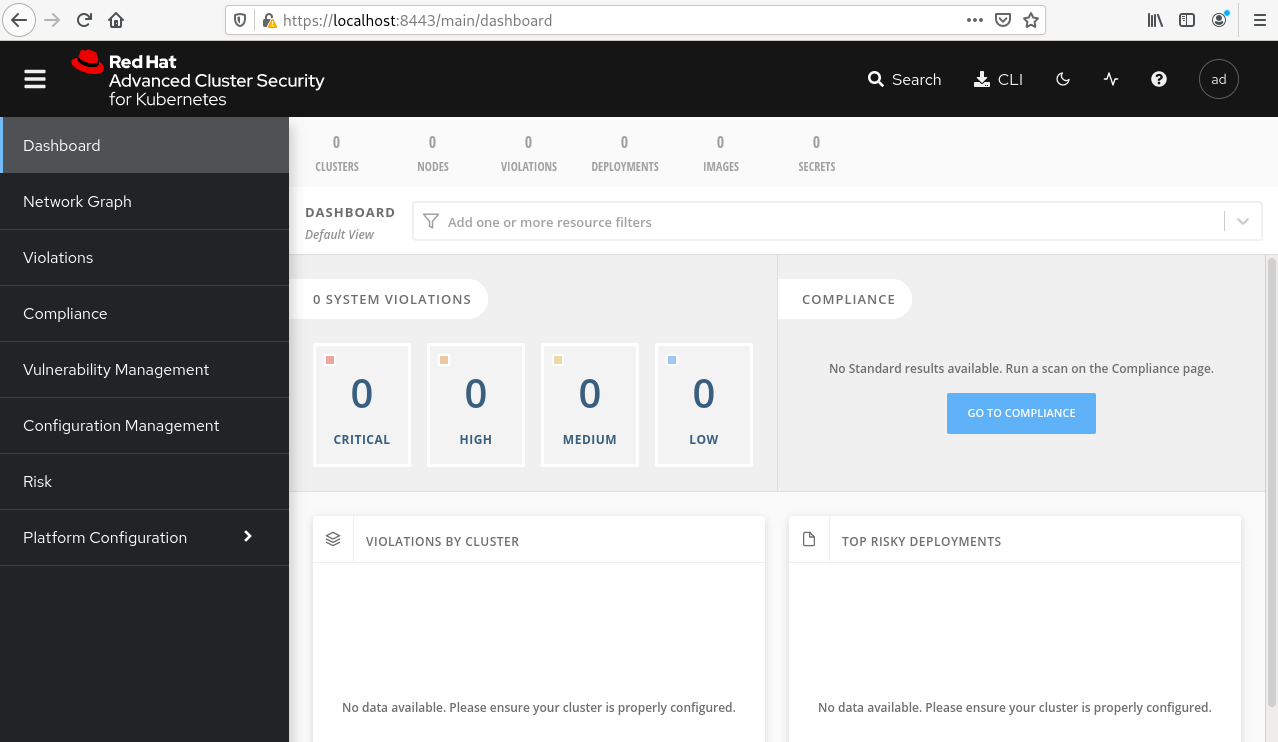 https://localhost:8443/main/dashboard
Red Hat
Advanced Cluster Security
for Kubernetes
Search
CLI
ad
Dashboard
Network Graph
Violations
Compliance
Vulnerability Management
Configuration Management
Risk
Platform Configuration
0 0 0 0 0 0
CLUSTERS NODES VIOLATIONS DEPLOYMENTS IMAGES SECRETS
DASHBOARD
Default View
Add one or more resource filters
0 SYSTEM VIOLATIONS
0 0 0 0
CRITICAL HIGH MEDIUM LOW
COMPLIANCE
No Standard results available. Run a scan on the Compliance page.
GO TO COMPLIANCE
VIOLATIONS BY CLUSTER
No data available. Please ensure your cluster is properly configured.
TOP RISKY DEPLOYMENTS
No data available. Please ensure your cluster is properly configured.